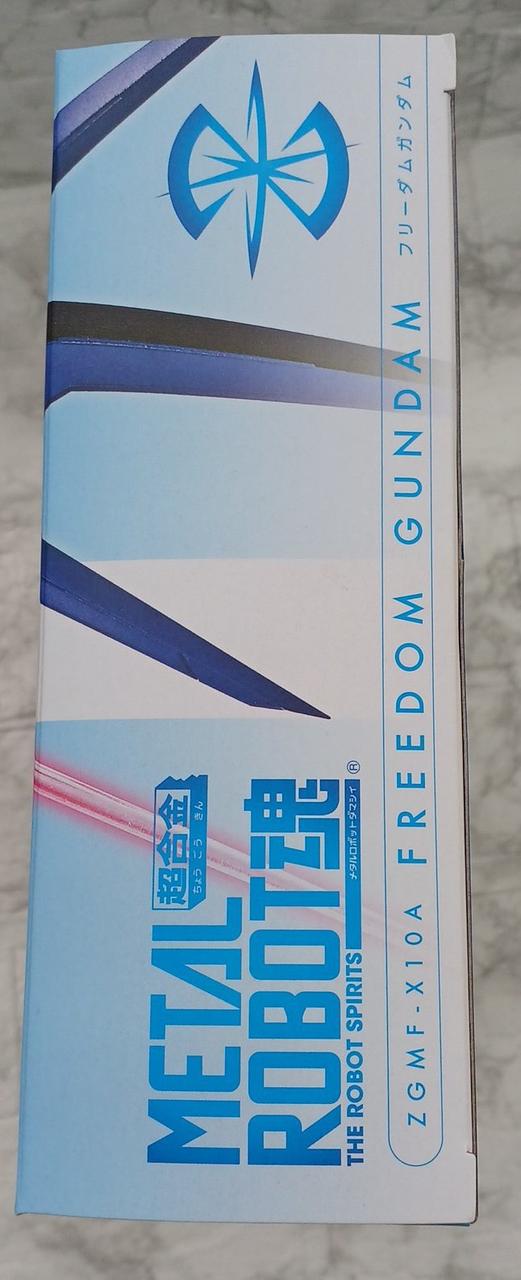 超合金
ちょうごうきん
METAL
ROBOT魂®
THE ROBOT SPIRITS
メタルロボットダマシイ
ZGMF-X10A FREEDOM GUNDAM フリーダムガンダム